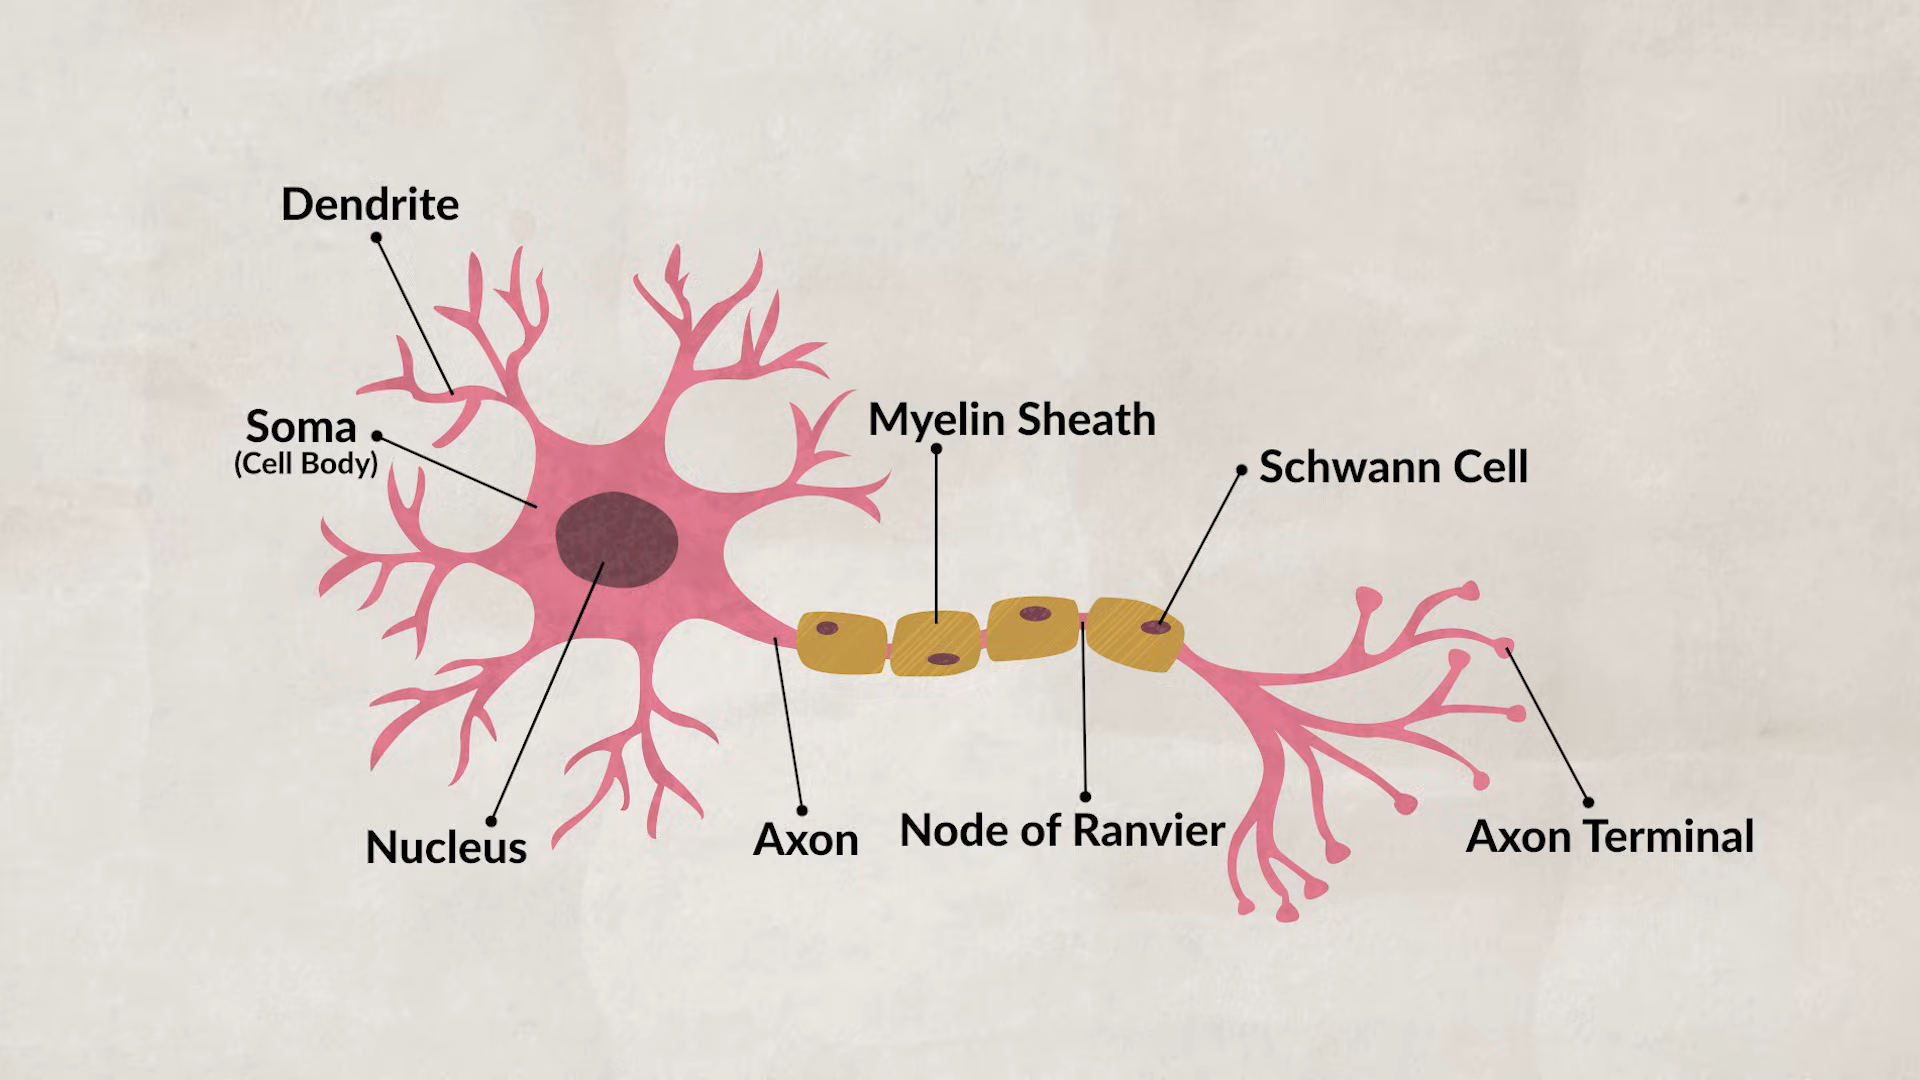 Dendrite
Soma
(Cell Body)
Myelin Sheath
Schwann Cell
Nucleus
Axon
Node of Ranvier
Axon Terminal